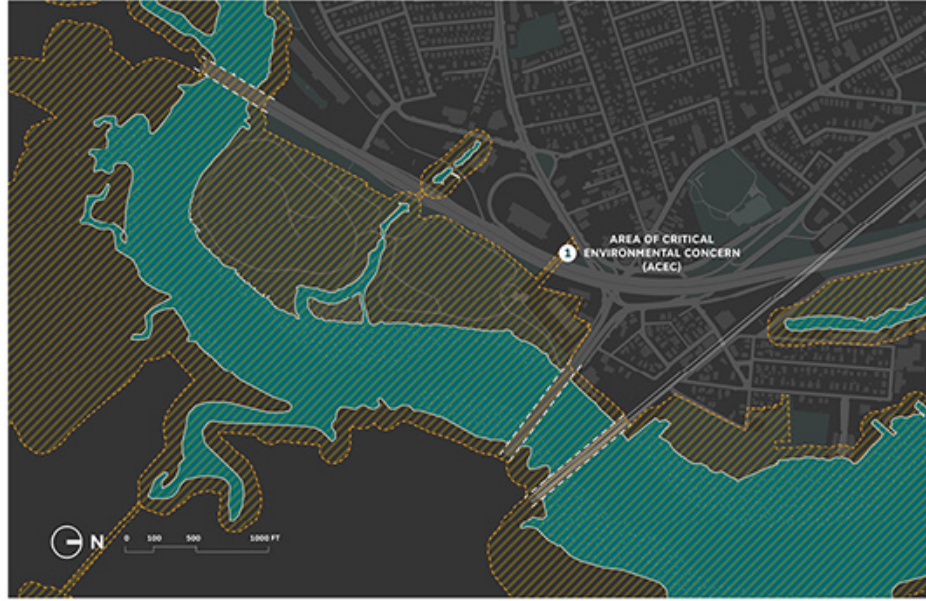 1
AREA OF CRITICAL
ENVIRONMENTAL CONCERN
(ACEC)
N
0 100 500 1000 FT